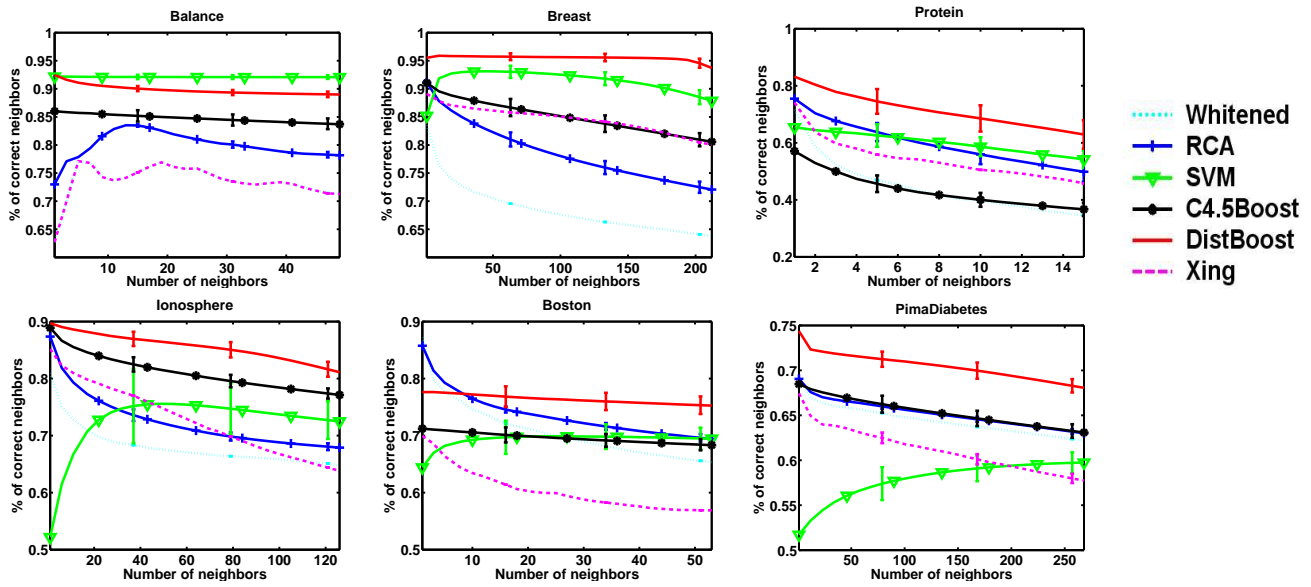 Balance
% of correct neighbors
1
0.95
0.9
0.85
0.8
0.75
0.7
0.65
10 20 30 40
Number of neighbors
Breast
% of correct neighbors
1
0.95
0.9
0.85
0.8
0.75
0.7
0.65
50 100 150 200
Number of neighbors
Protein
% of correct neighbors
1
0.8
0.6
0.4
0.2
2 4 6 8 10 12 14
Number of neighbors
Whitened
RCA
SVM
C4.5Boost
DistBoost
Xing
Ionosphere
% of correct neighbors
0.9
0.8
0.7
0.6
0.5
20 40 60 80 100 120
Number of neighbors
Boston
% of correct neighbors
0.9
0.8
0.7
0.6
0.5
10 20 30 40 50
Number of neighbors
PimaDiabetes
% of correct neighbors
0.75
0.7
0.65
0.6
0.55
0.5
50 100 150 200 250
Number of neighbors